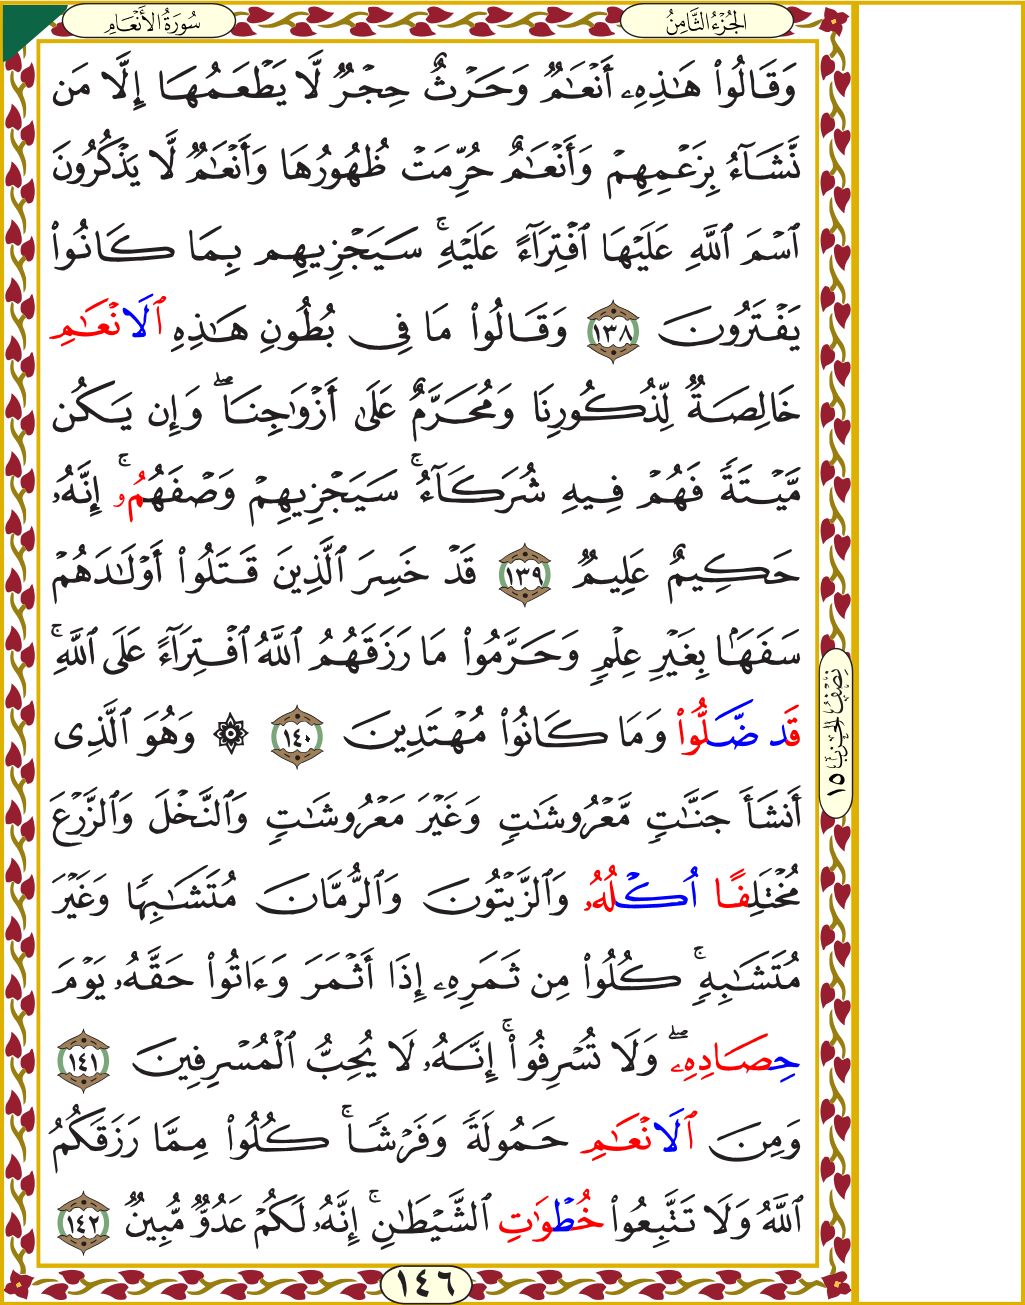 سُورَةُ الأَنْعَامِ
الجُزْءُ الثَّامِنُ
وَقَالُوا۟ هَـٰذِهِۦٓ أَنْعَـٰمٌ وَحَرْثٌ حِجْرٌ لَّا يَطْعَمُهَا إِلَّا مَن
نَّشَآءُ بِزَعْمِهِمْ وَأَنْعَـٰمٌ حُرِّمَتْ ظُهُورُهَا وَأَنْعَـٰمٌ لَّا يَذْكُرُونَ
ٱسْمَ ٱللَّهِ عَلَيْهَا ٱفْتِرَآءً عَلَيْهِ ۚ سَيَجْزِيهِم بِمَا كَانُوا۟
يَفْتَرُونَ ١٣٨ وَقَالُوا۟ مَا فِى بُطُونِ هَـٰذِهِ ٱلَانْعَـٰمِ
خَالِصَةٌ لِّذُكُورِنَا وَمُحَرَّمٌ عَلَىٰ أَزْوَٰجِنَا ۖ وَإِن يَكُن
مَّيْتَةً فَهُمْ فِيهِ شُرَكَآءُ ۚ سَيَجْزِيهِمْ وَصْفَهُمُۥ ۚ إِنَّهُۥ
حَكِيمٌ عَلِيمٌ ١٣٩ قَدْ خَسِرَ ٱلَّذِينَ قَتَلُوا۟ أَوْلَـٰدَهُمْ
سَفَهًۢا بِغَيْرِ عِلْمٍ وَحَرَّمُوا۟ مَا رَزَقَهُمُ ٱللَّهُ ٱفْتِرَآءً عَلَى ٱللَّهِ ۚ
قَد ضَّلُّوا۟ وَمَا كَانُوا۟ مُهْتَدِينَ ١٤٠ ۞ وَهُوَ ٱلَّذِى
أَنشَأَ جَنَّـٰتٍ مَّعْرُوشَـٰتٍ وَغَيْرَ مَعْرُوشَـٰتٍ وَٱلنَّخْلَ وَٱلزَّرْعَ
مُخْتَلِفًا اُكْلُهُۥ وَٱلزَّيْتُونَ وَٱلرُّمَّانَ مُتَشَـٰبِهًا وَغَيْرَ
مُتَشَـٰبِهٍ ۚ كُلُوا۟ مِن ثَمَرِهِۦٓ إِذَآ أَثْمَرَ وَءَاتُوا۟ حَقَّهُۥ يَوْمَ
حِصَادِهِۦ ۖ وَلَا تُسْرِفُوٓا۟ ۚ إِنَّهُۥ لَا يُحِبُّ ٱلْمُسْرِفِينَ ١٤١
وَمِنَ ٱلَانْعَـٰمِ حَمُولَةً وَفَرْشًا ۚ كُلُوا۟ مِمَّا رَزَقَكُمُ
ٱللَّهُ وَلَا تَتَّبِعُوا۟ خُطْوَٰتِ ٱلشَّيْطَـٰنِ ۚ إِنَّهُۥ لَكُمْ عَدُوٌّ مُّبِينٌ ١٤٢
نِصْفُ الحِزْبِ ١٥
١٤٦